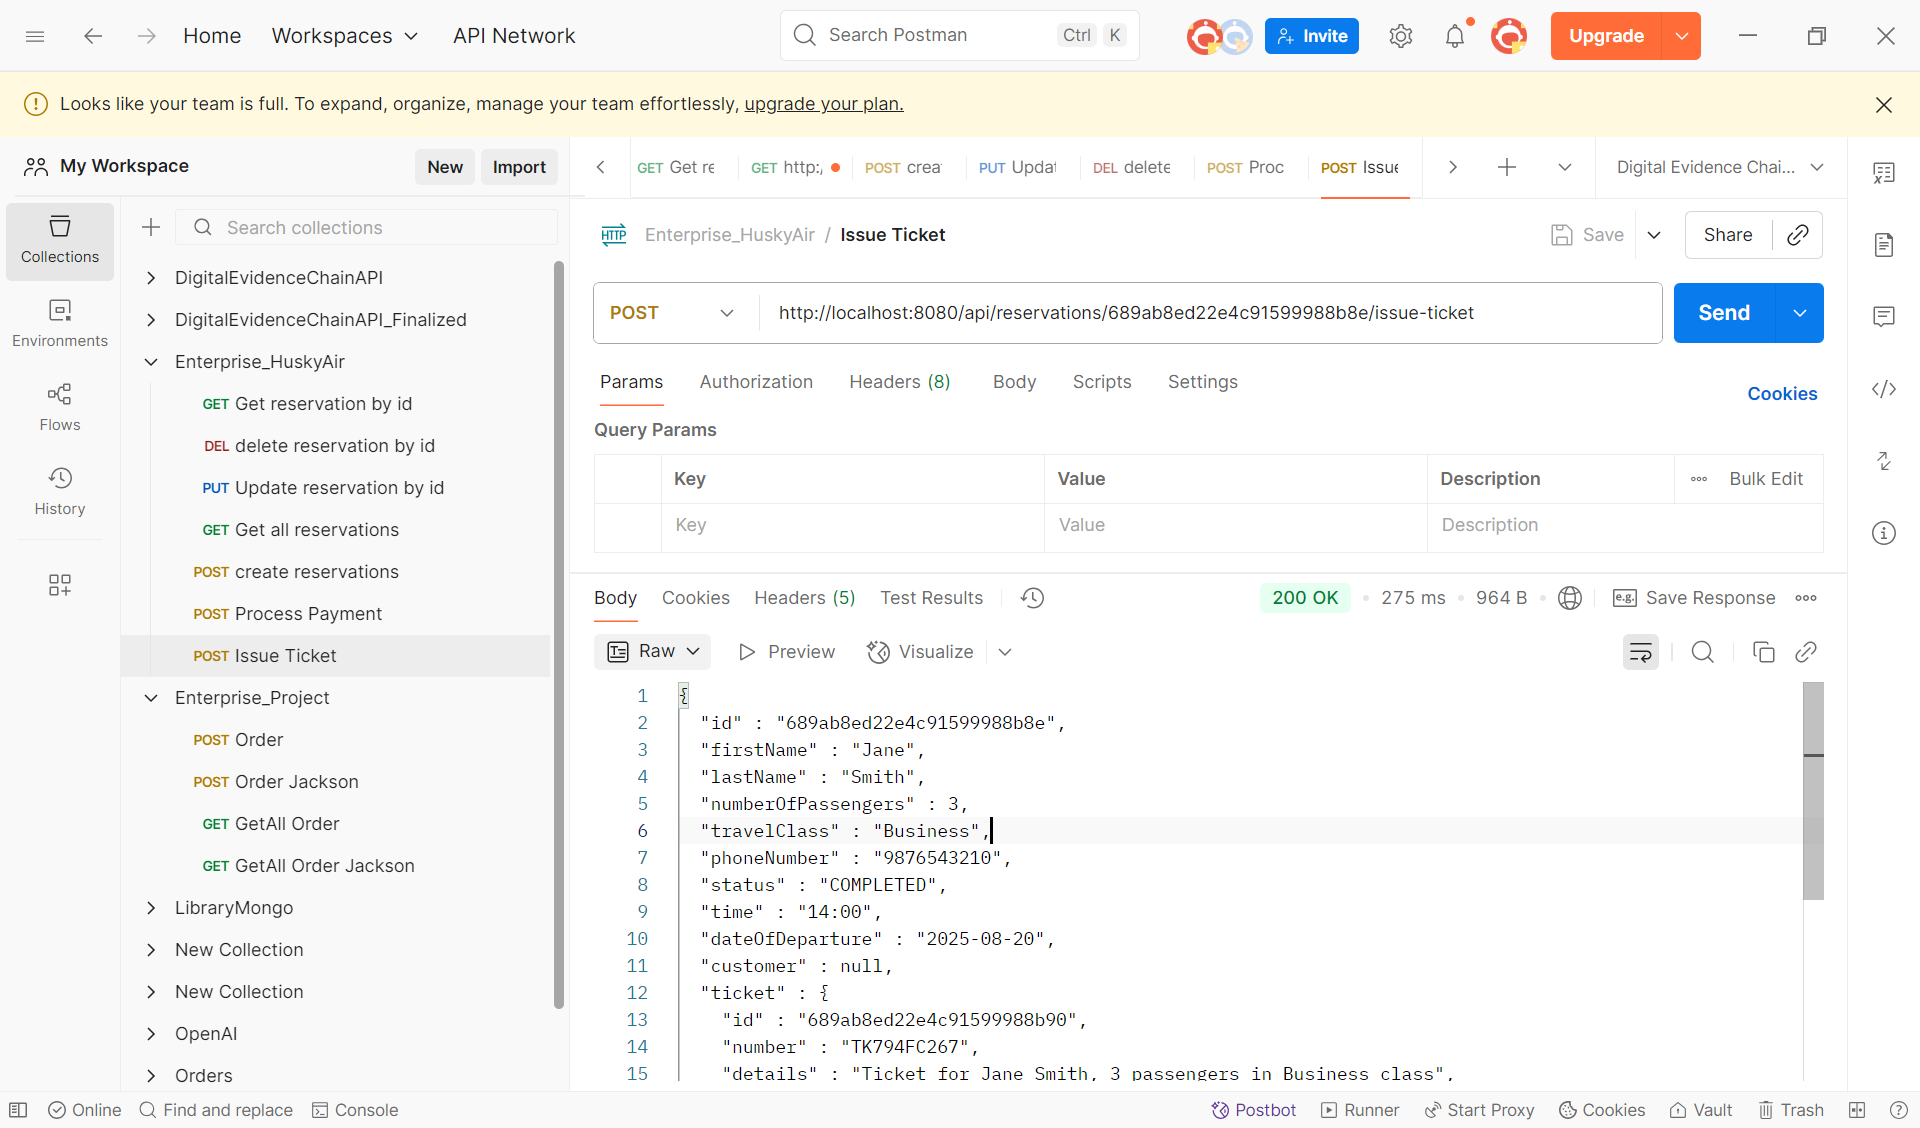 Home
Workspaces
API Network
Search Postman
Ctrl K
Invite
Upgrade
Looks like your team is full. To expand, organize, manage your team effortlessly, upgrade your plan.
My Workspace
New
Import
GET Get re
GET http:/
POST crea
PUT Updat
DEL delete
POST Proc
POST Issue
Digital Evidence Chai...
Collections
Environments
Flows
History
Search collections
DigitalEvidenceChainAPI
DigitalEvidenceChainAPI_Finalized
Enterprise_HuskyAir
GET Get reservation by id
DEL delete reservation by id
PUT Update reservation by id
GET Get all reservations
POST create reservations
POST Process Payment
POST Issue Ticket
Enterprise_Project
POST Order
POST Order Jackson
GET GetAll Order
GET GetAll Order Jackson
LibraryMongo
New Collection
New Collection
OpenAI
Orders
HTTP Enterprise_HuskyAir / Issue Ticket
Save
Share
POST
http://localhost:8080/api/reservations/689ab8ed22e4c91599988b8e/issue-ticket
Send
Params Authorization Headers (8) Body Scripts Settings
Cookies
Query Params
Key Value Description Bulk Edit
Key Value Description
Body Cookies Headers (5) Test Results
200 OK 275 ms 964 B
e.g. Save Response
Raw Preview Visualize
1 {
2 "id" : "689ab8ed22e4c91599988b8e",
3 "firstName" : "Jane",
4 "lastName" : "Smith",
5 "numberOfPassengers" : 3,
6 "travelClass" : "Business",
7 "phoneNumber" : "9876543210",
8 "status" : "COMPLETED",
9 "time" : "14:00",
10 "dateOfDeparture" : "2025-08-20",
11 "customer" : null,
12 "ticket" : {
13 "id" : "689ab8ed22e4c91599988b90",
14 "number" : "TK794FC267",
15 "details" : "Ticket for Jane Smith, 3 passengers in Business class",
Online
Find and replace
Console
Postbot
Runner
Start Proxy
Cookies
Vault
Trash